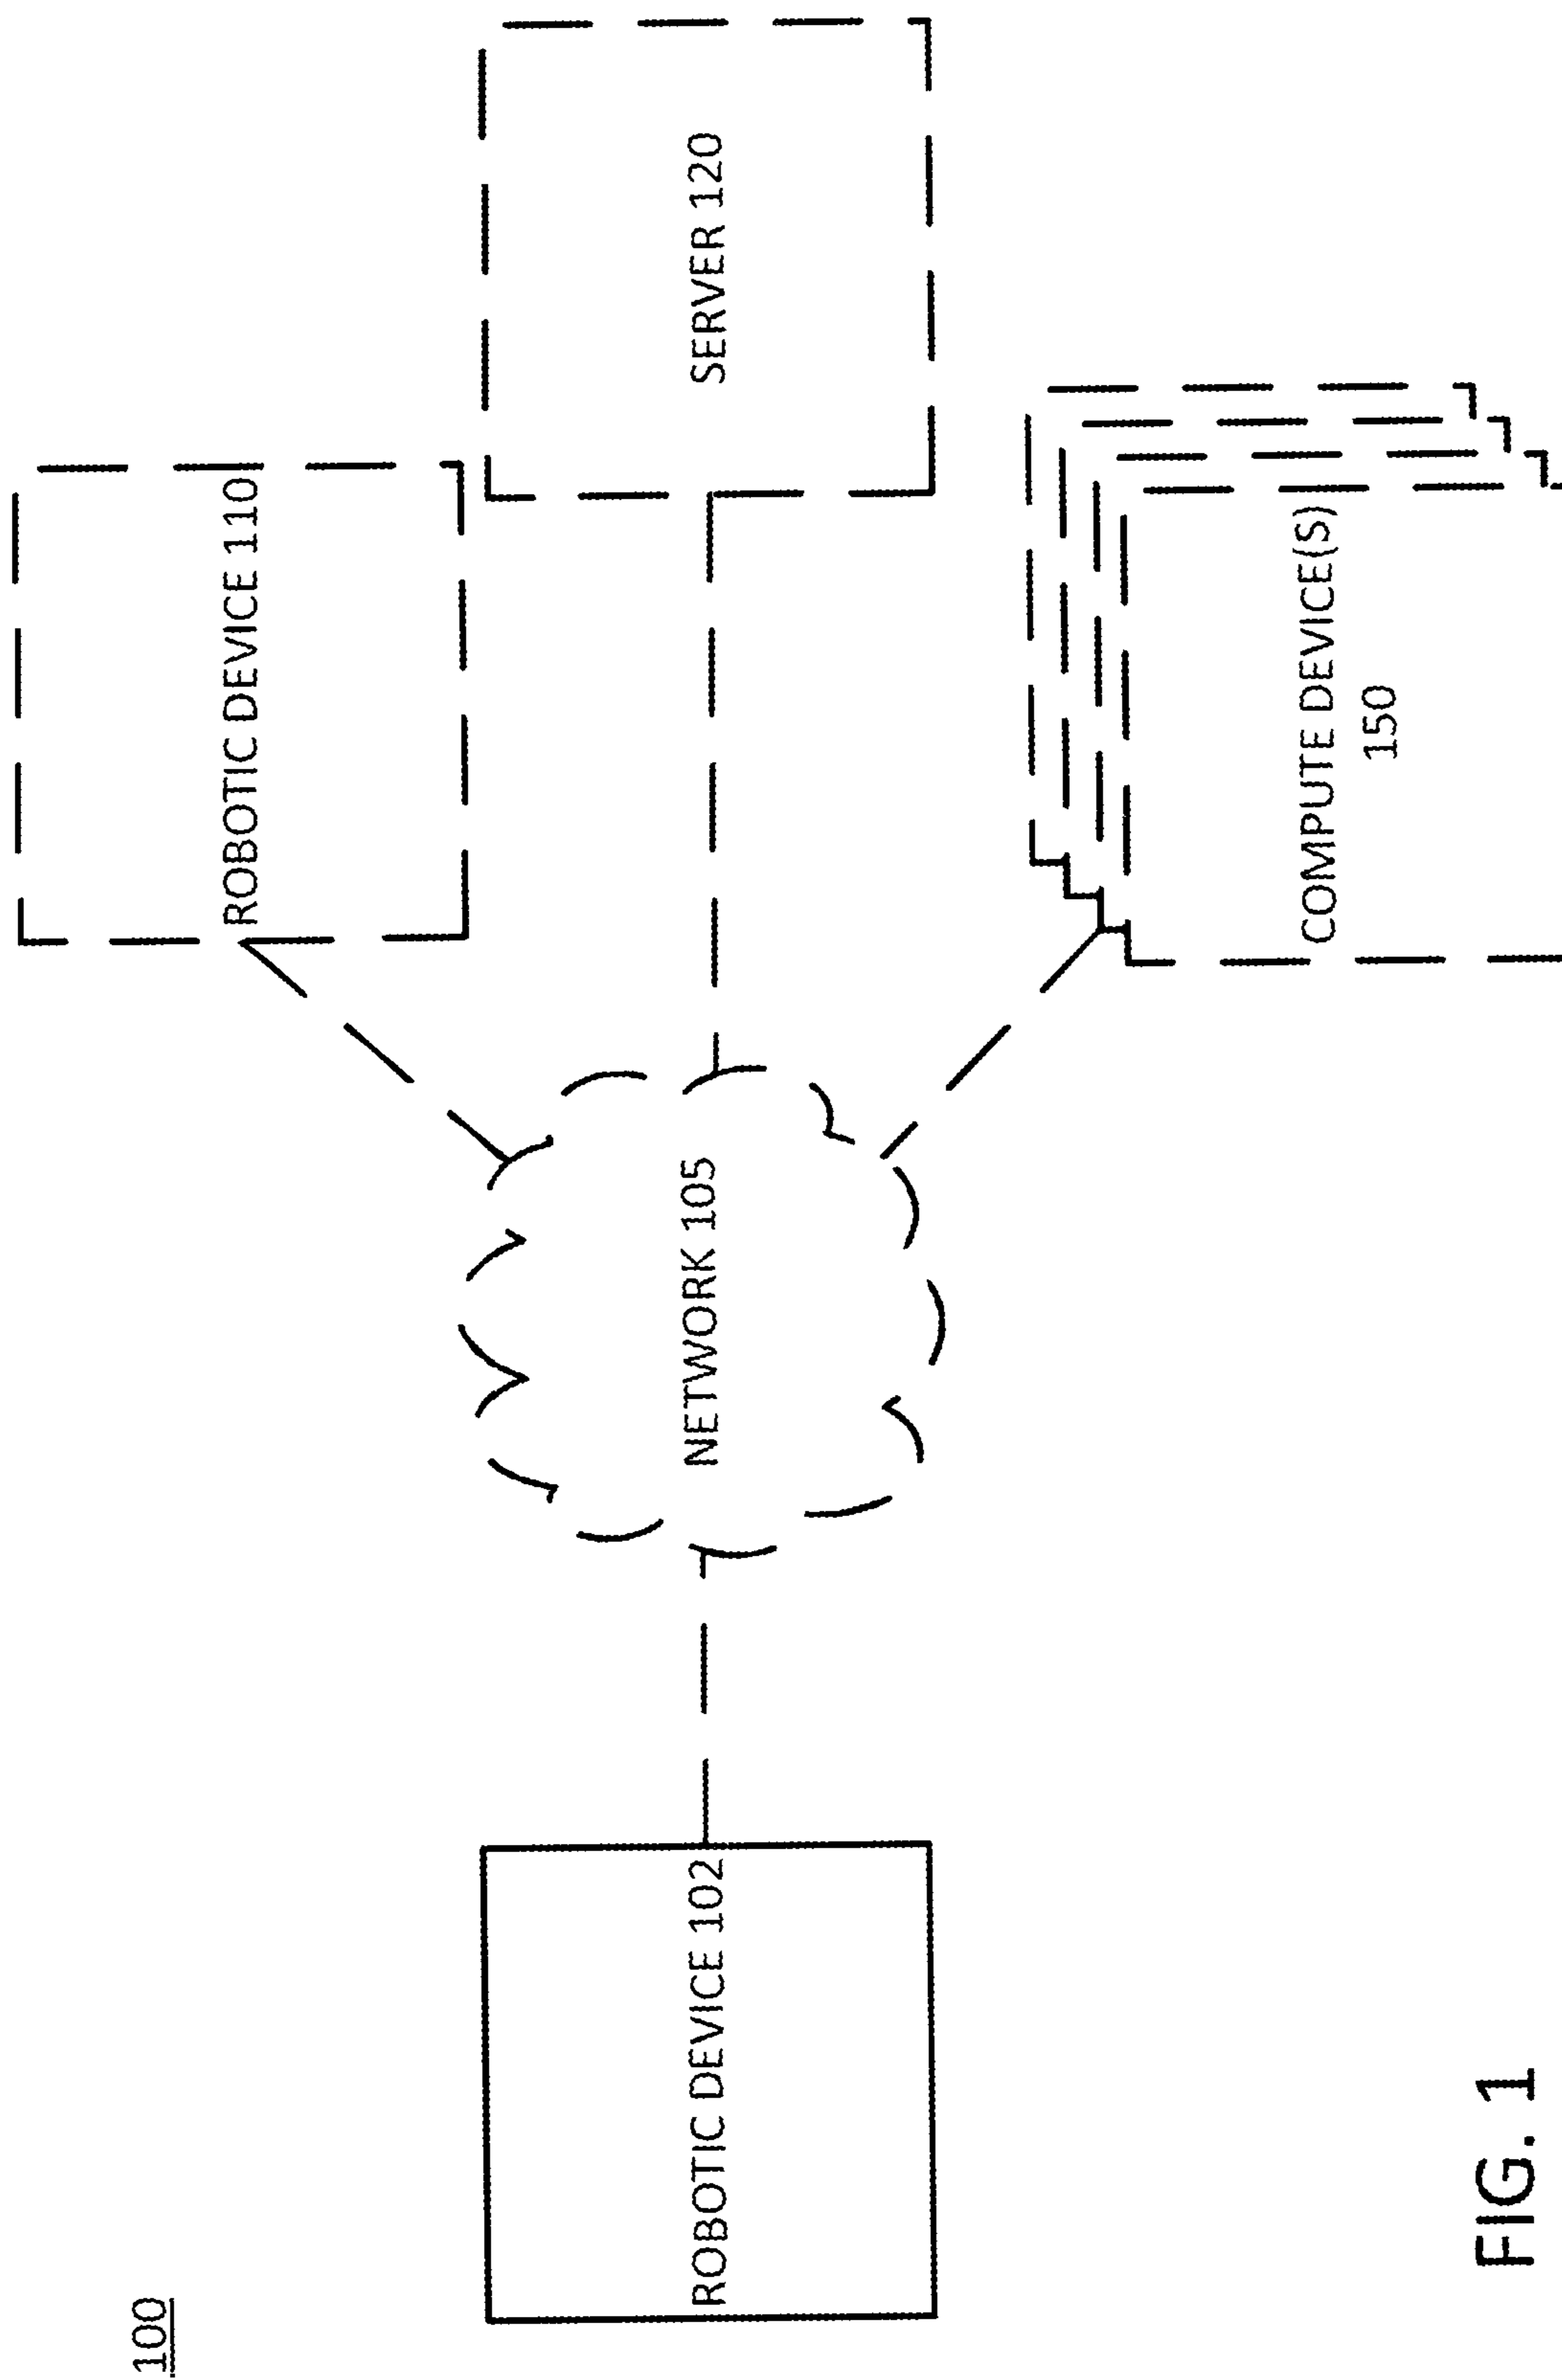 100
ROBOTIC DEVICE 110
ROBOTIC DEVICE 102
NETWORK 105
SERVER 120
COMPUTE DEVICE(S)
150
FIG. 1